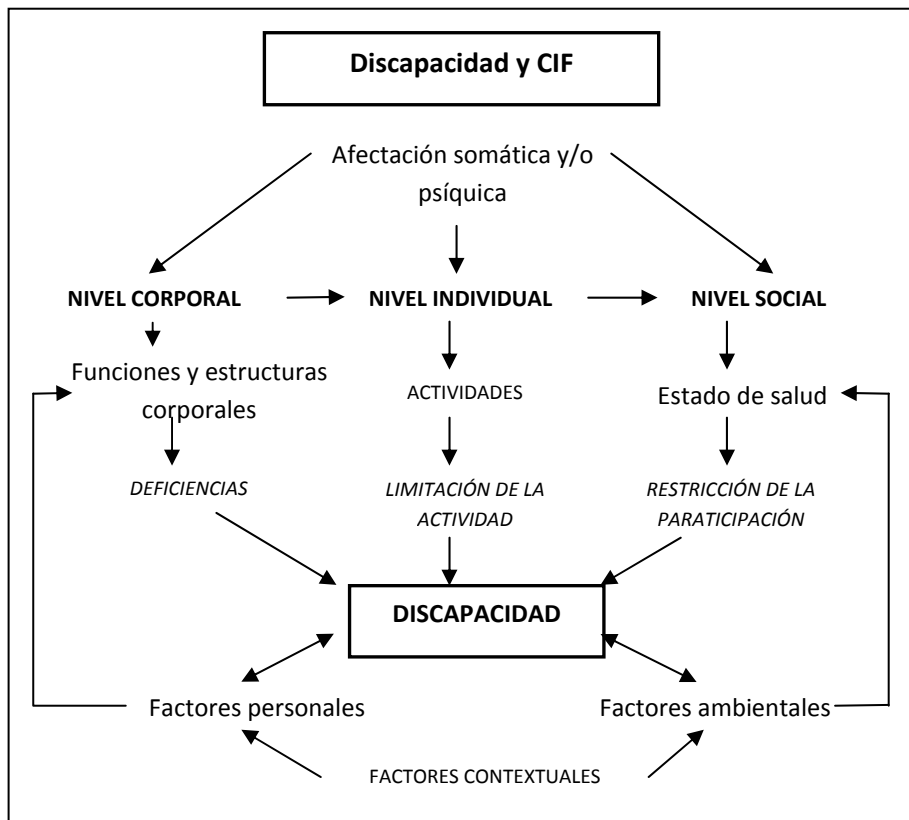 Discapacidad y CIF
Afectación somática y/o
psíquica
NIVEL CORPORAL
NIVEL INDIVIDUAL
NIVEL SOCIAL
Funciones y estructuras
corporales
ACTIVIDADES
Estado de salud
DEFICIENCIAS
LIMITACIÓN DE LA
ACTIVIDAD
RESTRICCIÓN DE LA
PARATICIPACIÓN
DISCAPACIDAD
Factores personales
Factores ambientales
FACTORES CONTEXTUALES